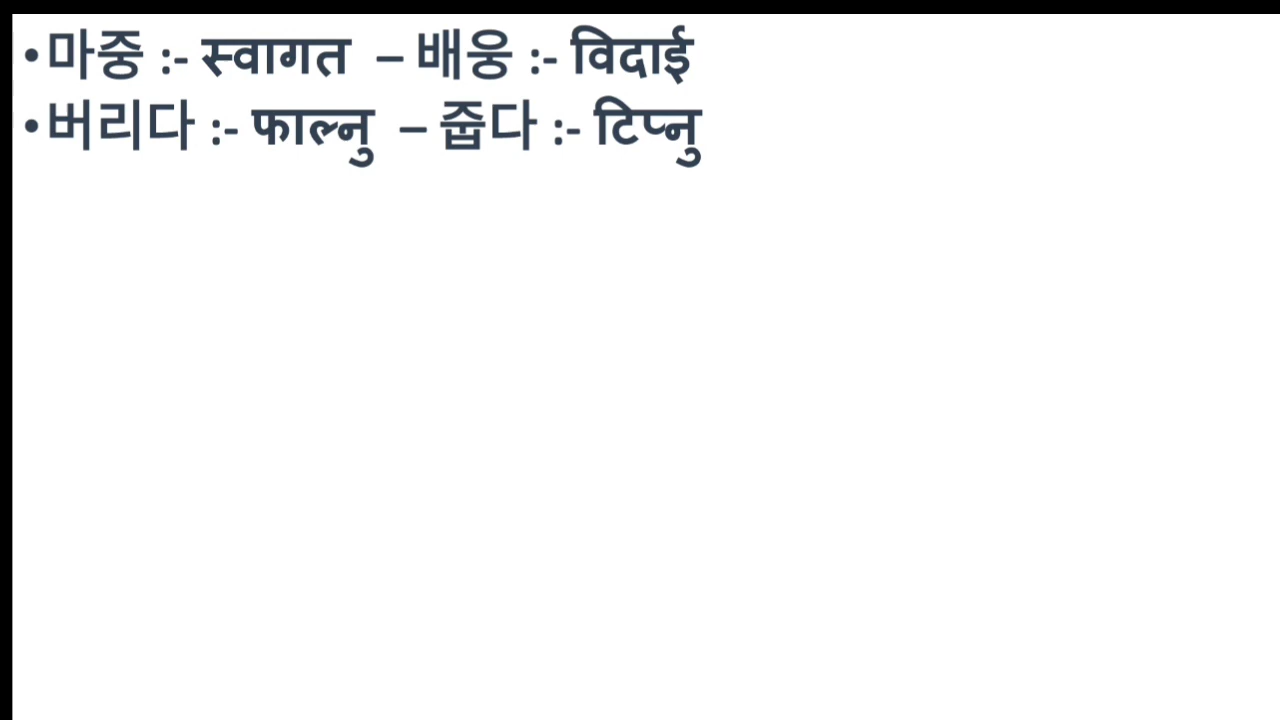 •마중 :- स्वागत – 배웅 :- विदाई
•버리다 :- फाल्नु – 줍다 :- टिप्नु